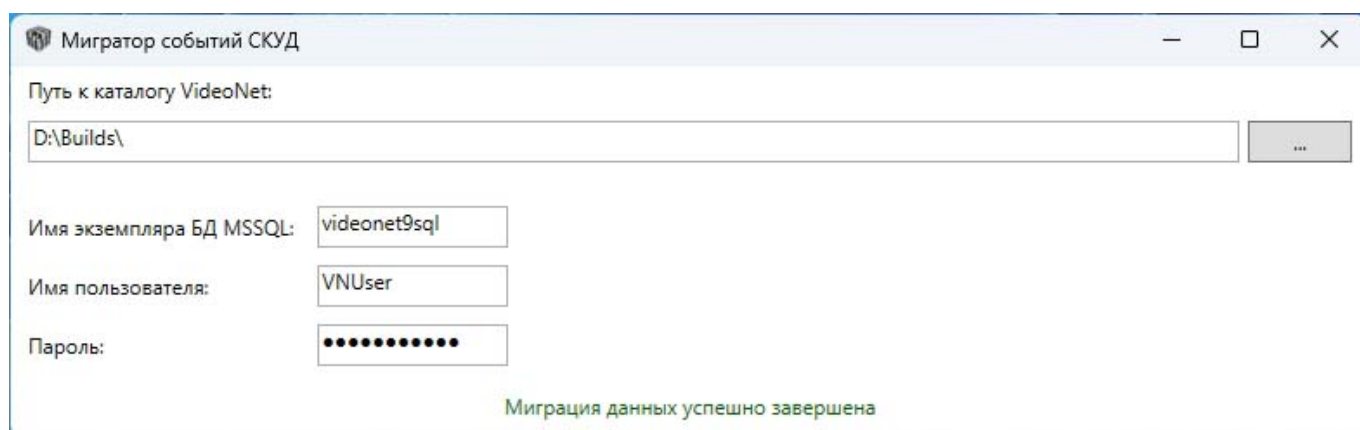 Мигратор событий СКУД
Путь к каталогу VideoNet:
D:\Builds\
...
Имя экземпляра БД MSSQL: videonet9sql
Имя пользователя: VNUser
Пароль: •••••••••••
Миграция данных успешно завершена